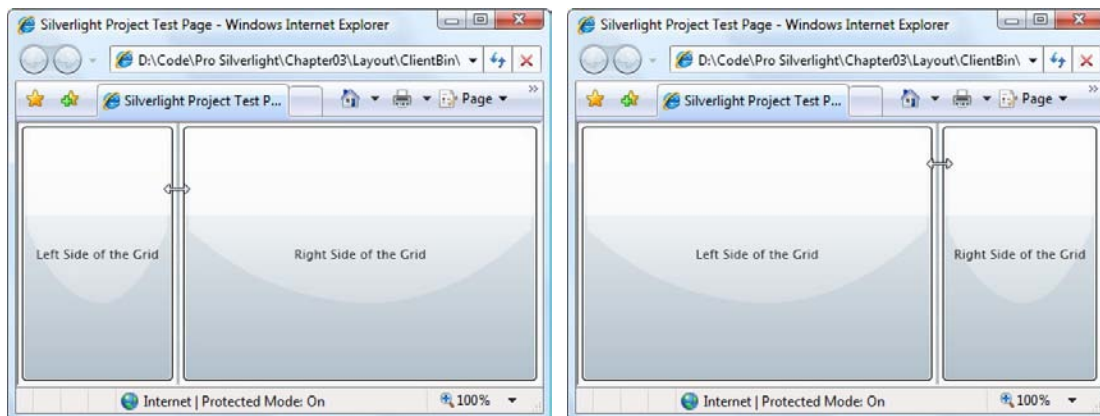 Silverlight Project Test Page - Windows Internet Explorer
D:\Code\Pro Silverlight\Chapter03\Layout\ClientBin\
Silverlight Project Test P...
Page
Left Side of the Grid
Right Side of the Grid
Internet | Protected Mode: On
100%
Silverlight Project Test Page - Windows Internet Explorer
D:\Code\Pro Silverlight\Chapter03\Layout\ClientBin\
Silverlight Project Test P...
Page
Left Side of the Grid
Right Side of the Grid
Internet | Protected Mode: On
100%